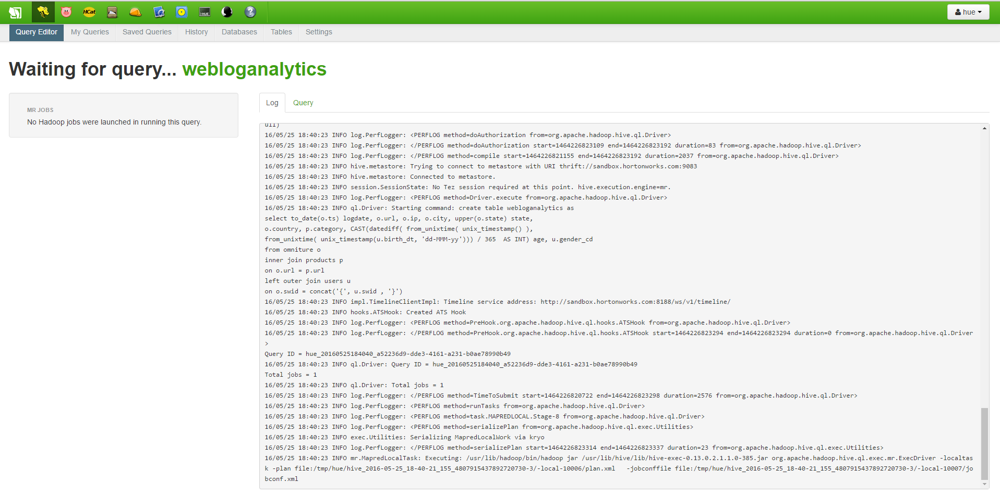 HCat
>HUE
?
hue
Query Editor
My Queries
Saved Queries
History
Databases
Tables
Settings
Waiting for query... webloganalytics
MR JOBS
No Hadoop jobs were launched in running this query.
Log
Query
ull)
16/05/25 18:40:23 INFO log.PerfLogger: <PERFLOG method=doAuthorization from=org.apache.hadoop.hive.ql.Driver>
16/05/25 18:40:23 INFO log.PerfLogger: </PERFLOG method=doAuthorization start=1464226823109 end=1464226823192 duration=83 from=org.apache.hadoop.hive.ql.Driver>
16/05/25 18:40:23 INFO log.PerfLogger: </PERFLOG method=compile start=1464226821155 end=1464226823192 duration=2037 from=org.apache.hadoop.hive.ql.Driver>
16/05/25 18:40:23 INFO hive.metastore: Trying to connect to metastore with URI thrift://sandbox.hortonworks.com:9083
16/05/25 18:40:23 INFO hive.metastore: Connected to metastore.
16/05/25 18:40:23 INFO session.SessionState: No Tez session required at this point. hive.execution.engine=mr.
16/05/25 18:40:23 INFO log.PerfLogger: <PERFLOG method=Driver.execute from=org.apache.hadoop.hive.ql.Driver>
16/05/25 18:40:23 INFO ql.Driver: Starting command: create table webloganalytics as
select to_date(o.ts) logdate, o.url, o.ip, o.city, upper(o.state) state,
o.country, p.category, CAST(datediff( from_unixtime( unix_timestamp() ),
from_unixtime( unix_timestamp(u.birth_dt, 'dd-MMM-yy'))) / 365  AS INT) age, u.gender_cd
from omniture o
inner join products p
on o.url = p.url
left outer join users u
on o.swid = concat('{', u.swid , '}')
16/05/25 18:40:23 INFO impl.TimelineClientImpl: Timeline service address: http://sandbox.hortonworks.com:8188/ws/v1/timeline/
16/05/25 18:40:23 INFO hooks.ATSHook: Created ATS Hook
16/05/25 18:40:23 INFO log.PerfLogger: <PERFLOG method=PreHook.org.apache.hadoop.hive.ql.hooks.ATSHook from=org.apache.hadoop.hive.ql.Driver>
16/05/25 18:40:23 INFO log.PerfLogger: </PERFLOG method=PreHook.org.apache.hadoop.hive.ql.hooks.ATSHook start=1464226823294 end=1464226823294 duration=0 from=org.apache.hadoop.hive.ql.Driver
>
Query ID = hue_20160525184040_a52236d9-dde3-4161-a231-b0ae78990b49
16/05/25 18:40:23 INFO ql.Driver: Query ID = hue_20160525184040_a52236d9-dde3-4161-a231-b0ae78990b49
Total jobs = 1
16/05/25 18:40:23 INFO ql.Driver: Total jobs = 1
16/05/25 18:40:23 INFO log.PerfLogger: </PERFLOG method=TimeToSubmit start=1464226820722 end=1464226823298 duration=2576 from=org.apache.hadoop.hive.ql.Driver>
16/05/25 18:40:23 INFO log.PerfLogger: <PERFLOG method=runTasks from=org.apache.hadoop.hive.ql.Driver>
16/05/25 18:40:23 INFO log.PerfLogger: <PERFLOG method=task.MAPREDLOCAL.Stage-8 from=org.apache.hadoop.hive.ql.Driver>
16/05/25 18:40:23 INFO log.PerfLogger: <PERFLOG method=serializePlan from=org.apache.hadoop.hive.ql.exec.Utilities>
16/05/25 18:40:23 INFO exec.Utilities: Serializing MapredLocalWork via kryo
16/05/25 18:40:23 INFO log.PerfLogger: </PERFLOG method=serializePlan start=1464226823314 end=1464226823337 duration=23 from=org.apache.hadoop.hive.ql.exec.Utilities>
16/05/25 18:40:23 INFO mr.MapredLocalTask: Executing: /usr/lib/hadoop/bin/hadoop jar /usr/lib/hive/lib/hive-exec-0.13.0.2.1.1.0-385.jar org.apache.hadoop.hive.ql.exec.mr.ExecDriver -localtas
k -plan file:/tmp/hue/hive_2016-05-25_18-40-21_155_4807915437892720730-3/-local-10006/plan.xml   -jobconffile file:/tmp/hue/hive_2016-05-25_18-40-21_155_4807915437892720730-3/-local-10007/jo
bconf.xml